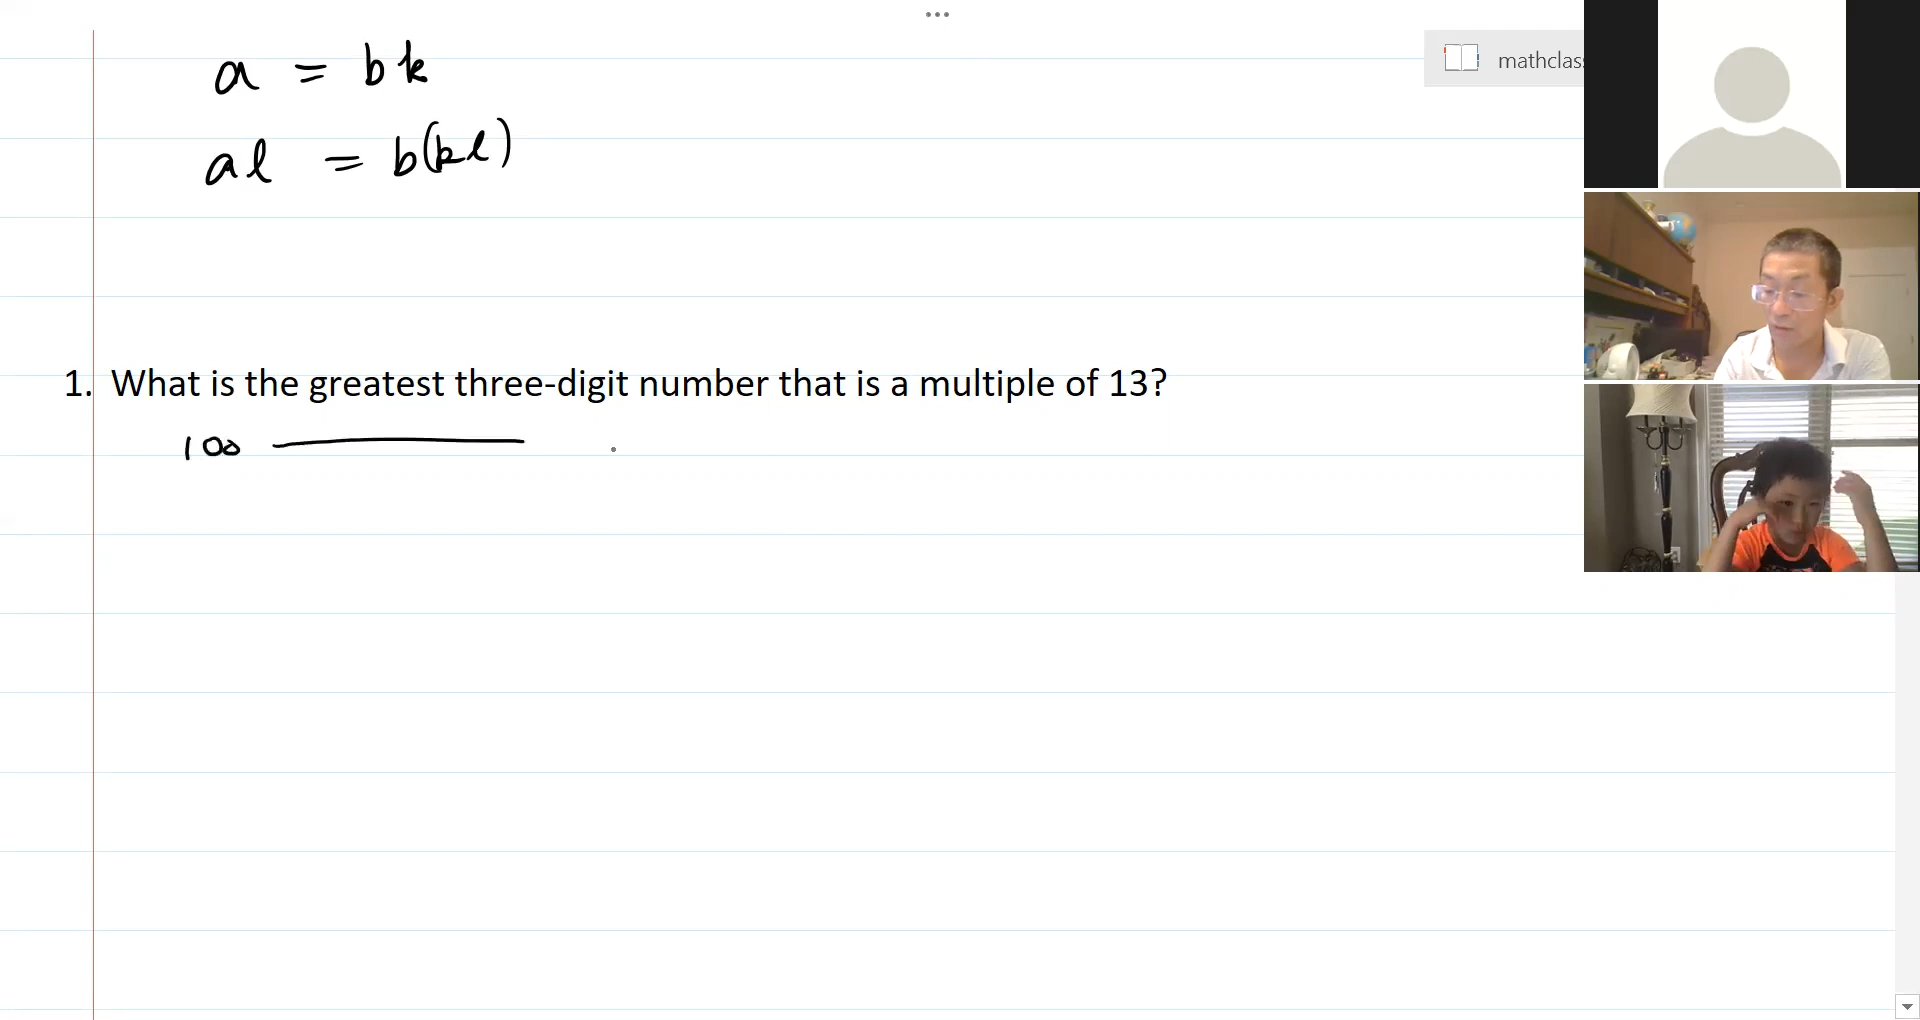 a = bk
mathclas
al = b(kl)
1. What is the greatest three-digit number that is a multiple of 13?
100 —